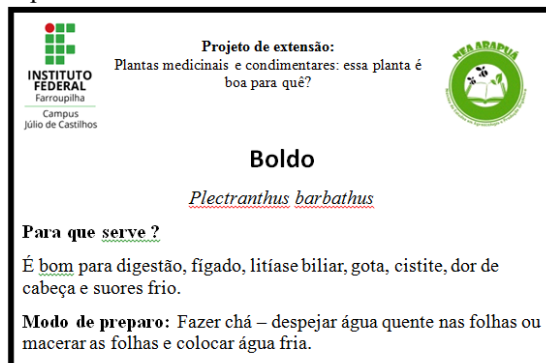 INSTITUTO
FEDERAL
Farroupilha
Campus
Júlio de Castilhos
Projeto de extensão:
Plantas medicinais e condimentares: essa planta é
boa para quê?
NEA ARAPUÁ
Boldo
Plectranthus barbathus
Para que serve ?
É bom para digestão, fígado, litíase biliar, gota, cistite, dor de
cabeça e suores frio.
Modo de preparo: Fazer chá – despejar água quente nas folhas ou
macerar as folhas e colocar água fria.